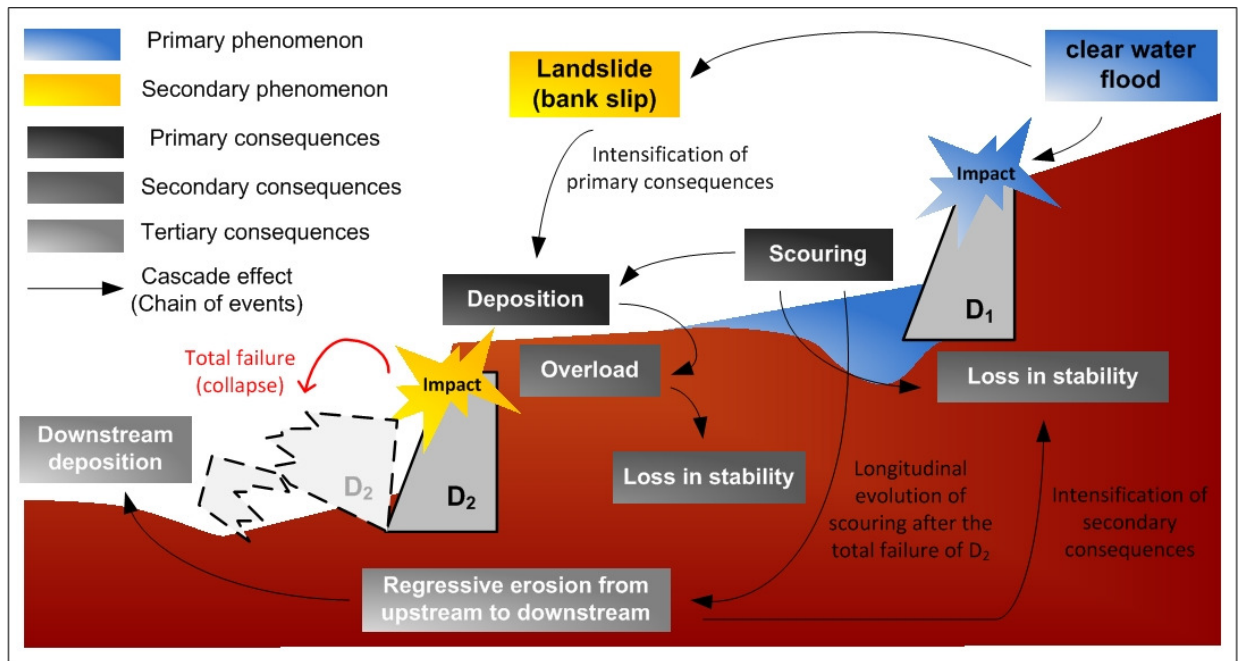 Primary phenomenon
Secondary phenomenon
Primary consequences
Secondary consequences
Tertiary consequences
Cascade effect
(Chain of events)
Landslide
(bank slip)
clear water
flood
Intensification of
primary consequences
Impact
Scouring
Deposition
D₁
Total failure
(collapse)
Impact
Overload
Loss in stability
Downstream
deposition
D₂
D₂
Loss in stability
Longitudinal
evolution of
scouring after the
total failure of D₂
Intensification of
secondary
consequences
Regressive erosion from
upstream to downstream